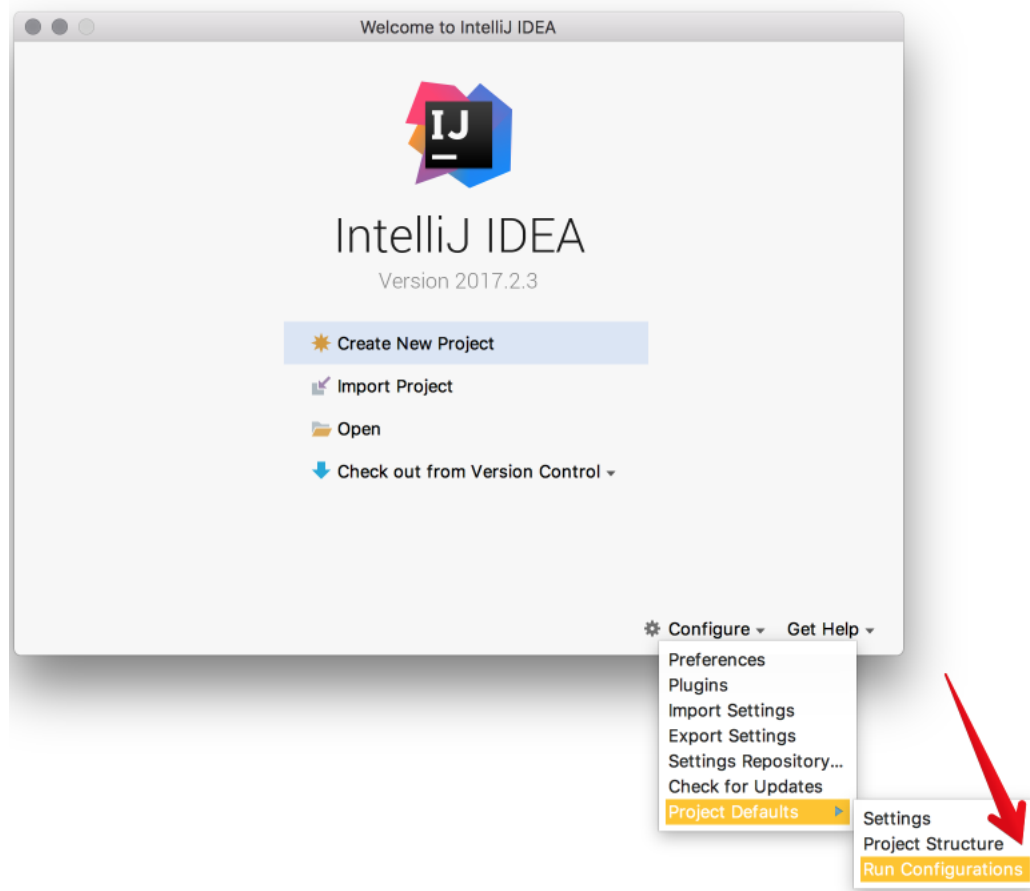 Welcome to IntelliJ IDEA
IJ
IntelliJ IDEA
Version 2017.2.3
Create New Project
Import Project
Open
Check out from Version Control
Configure Get Help
Preferences
Plugins
Import Settings
Export Settings
Settings Repository...
Check for Updates
Project Defaults
Settings
Project Structure
Run Configurations